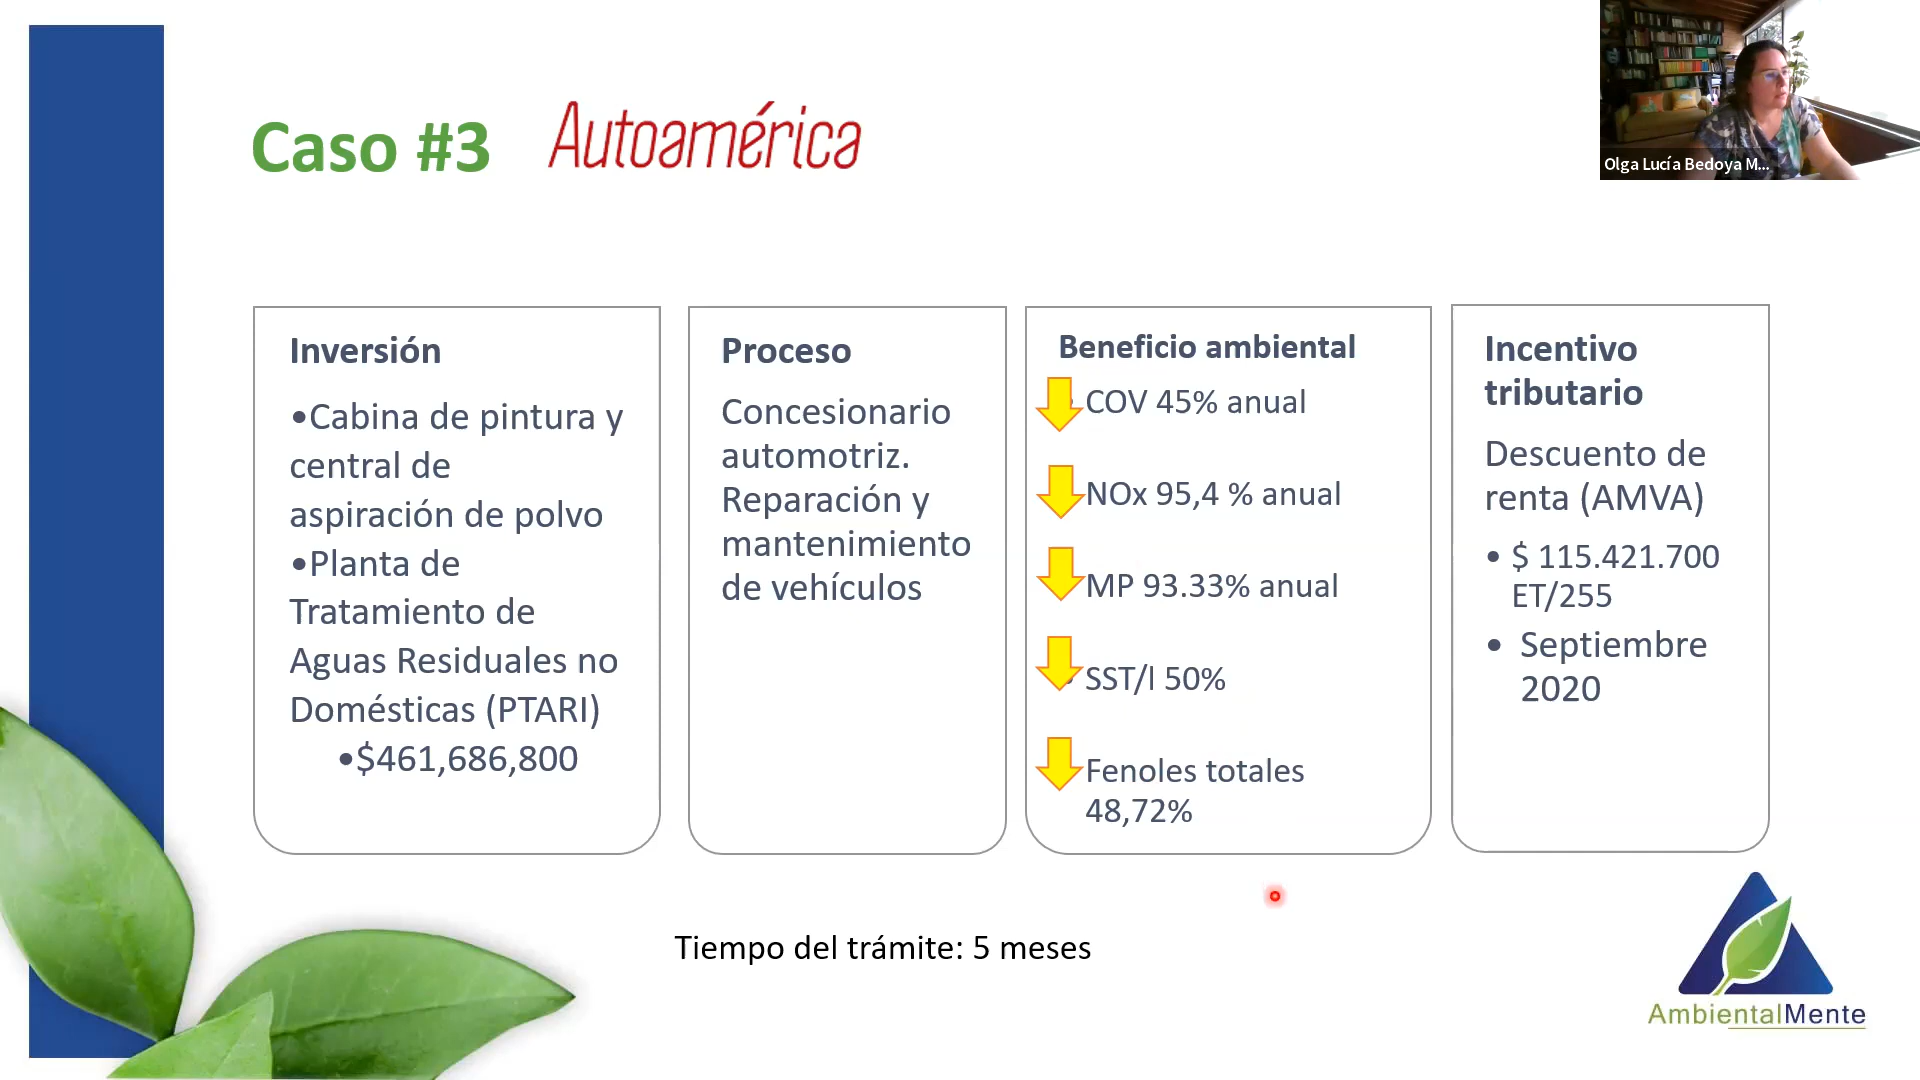 Caso #3
Autoamérica
Olga Lucía Bedoya M...
Inversión
•Cabina de pintura y
central de
aspiración de polvo
•Planta de
Tratamiento de
Aguas Residuales no
Domésticas (PTARI)
•$461,686,800
Proceso
Concesionario
automotriz.
Reparación y
mantenimiento
de vehículos
Beneficio ambiental
COV 45% anual
NOx 95,4 % anual
MP 93.33% anual
SST/l 50%
Fenoles totales
48,72%
Incentivo
tributario
Descuento de
renta (AMVA)
• $ 115.421.700
ET/255
• Septiembre
2020
Tiempo del trámite: 5 meses
AmbientalMente